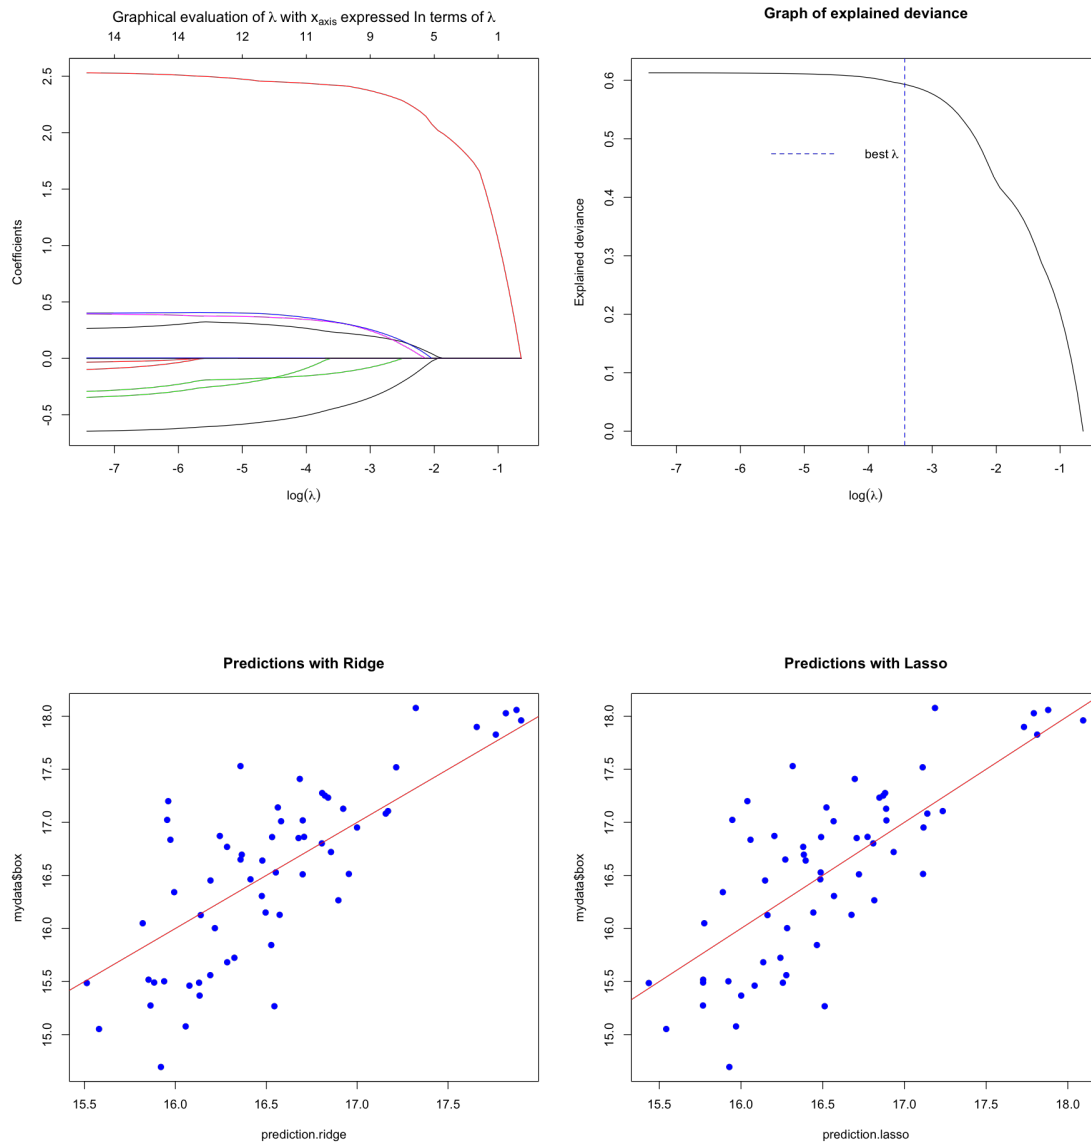 Graphical evaluation of λ with x_axis expressed In terms of λ
14 14 12 11 9 5 1
Coefficients
2.5
2.0
1.5
1.0
0.5
0.0
-0.5
-7 -6 -5 -4 -3 -2 -1
log(λ)
Graph of explained deviance
Explained deviance
0.6
0.5
0.4
0.3
0.2
0.1
0.0
best λ
-7 -6 -5 -4 -3 -2 -1
log(λ)
Predictions with Ridge
mydata$box
18.0
17.5
17.0
16.5
16.0
15.5
15.0
15.5 16.0 16.5 17.0 17.5
prediction.ridge
Predictions with Lasso
mydata$box
18.0
17.5
17.0
16.5
16.0
15.5
15.0
15.5 16.0 16.5 17.0 17.5 18.0
prediction.lasso